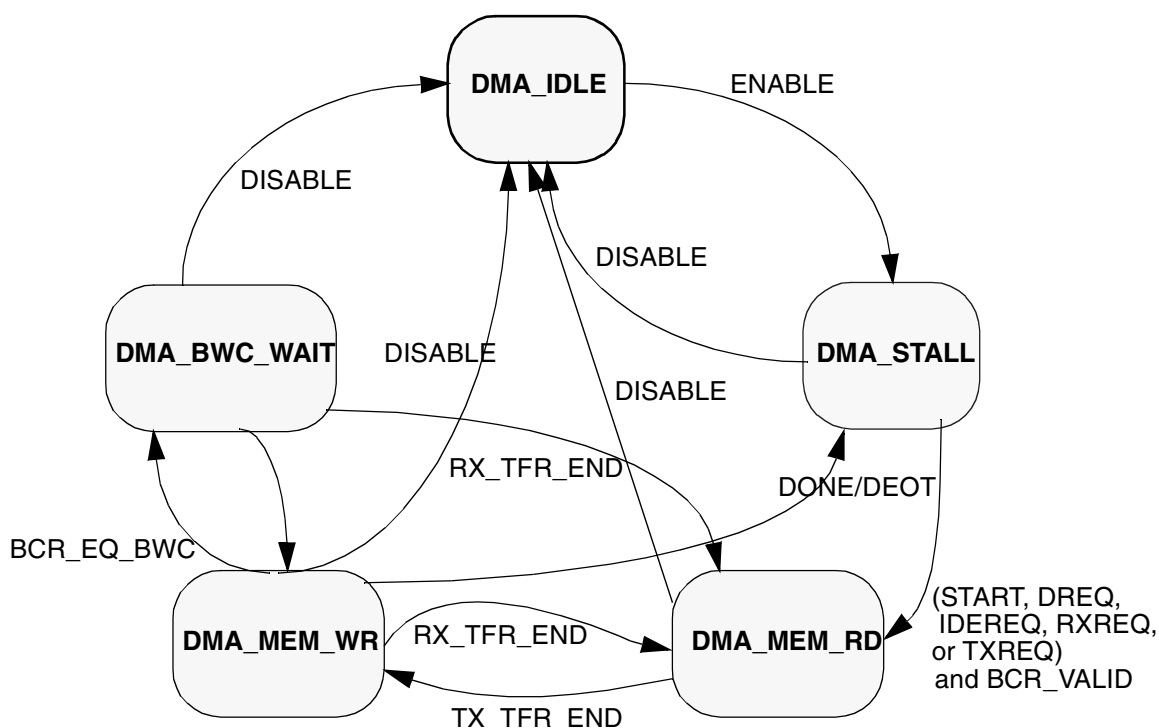 DMA_IDLE
ENABLE
DISABLE
DISABLE
DMA_BWC_WAIT
DISABLE
DMA_STALL
DISABLE
RX_TFR_END
DONE/DEOT
BCR_EQ_BWC
DMA_MEM_WR
RX_TFR_END
DMA_MEM_RD
(START, DREQ,
IDEREQ, RXREQ,
or TXREQ)
and BCR_VALID
TX_TFR_END